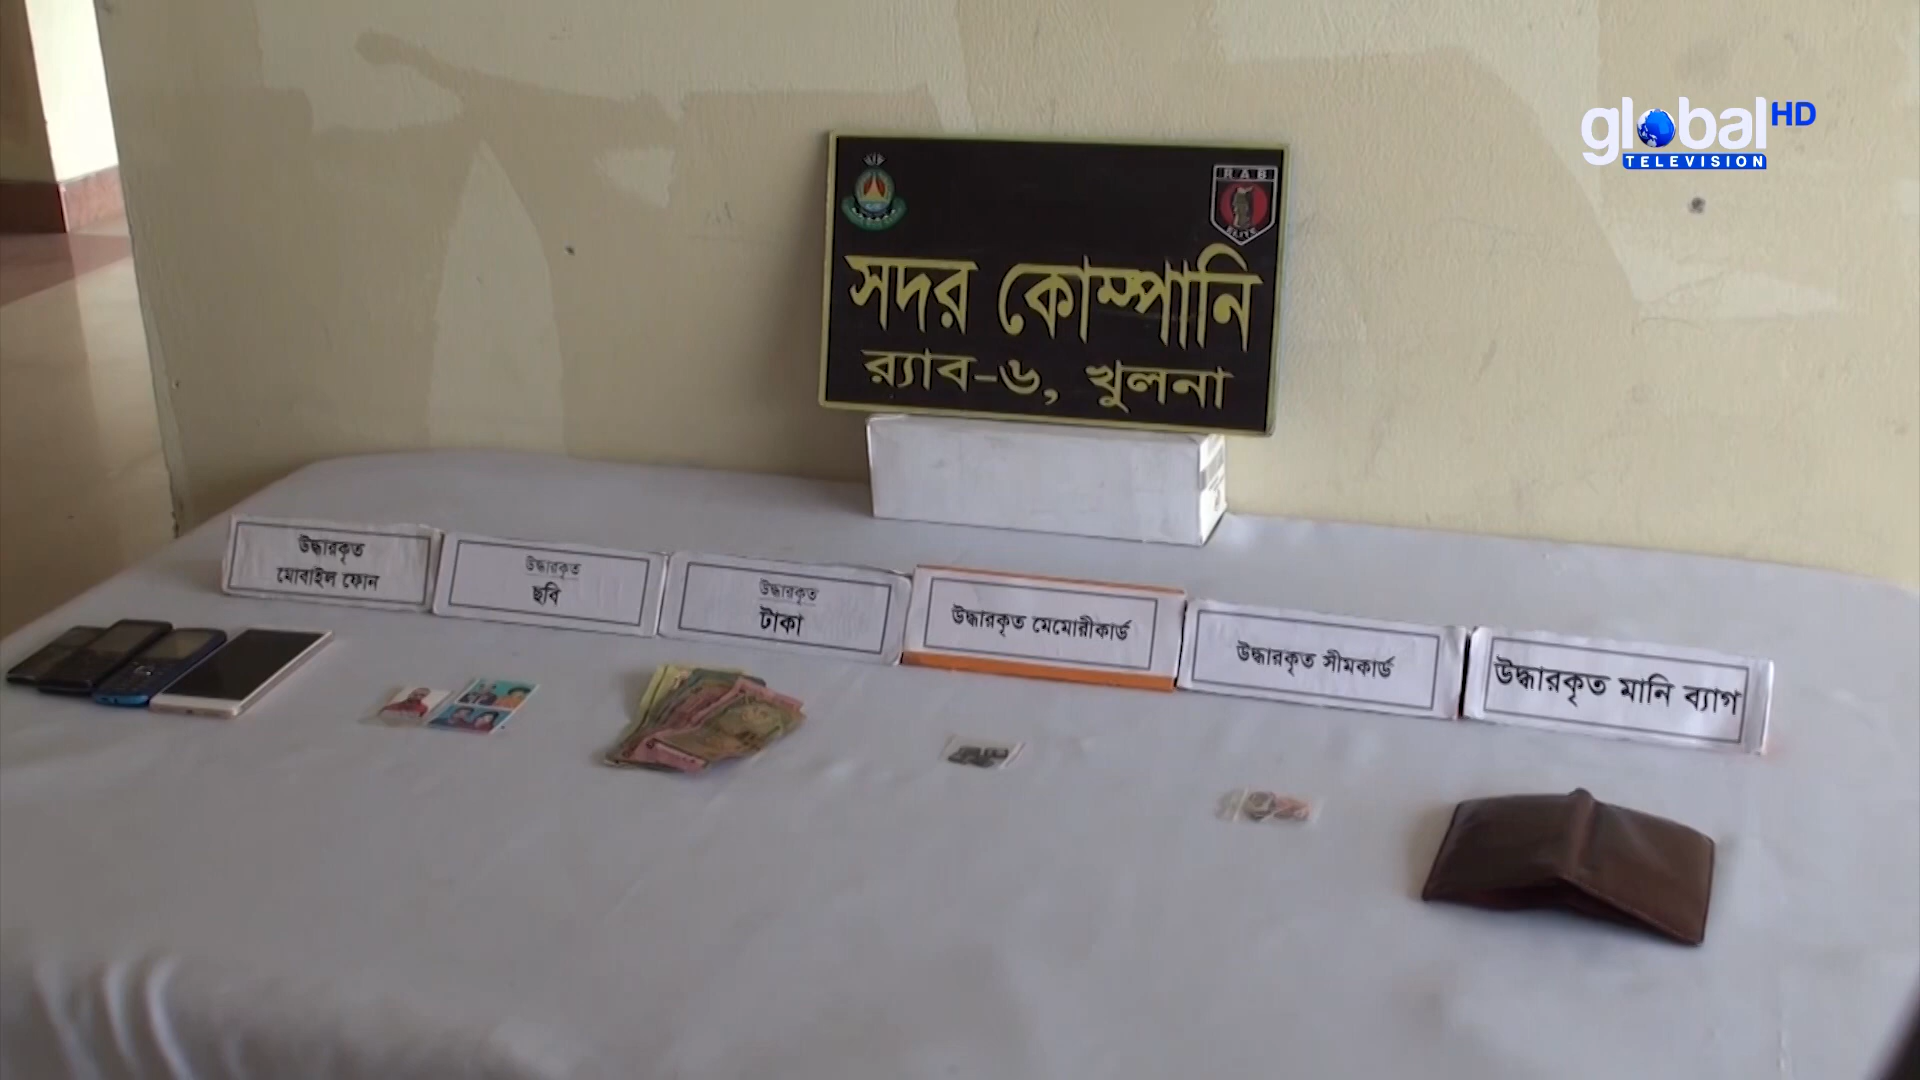 global HD
TELEVISION
RAB
সদর কোম্পানি
র‍্যাব-৬, খুলনা
উদ্ধারকৃত
মোবাইল ফোন
উদ্ধারকৃত
ছবি
উদ্ধারকৃত
টাকা
উদ্ধারকৃত মেমোরীকার্ড
উদ্ধারকৃত সীমকার্ড
উদ্ধারকৃত মানি ব্যাগ